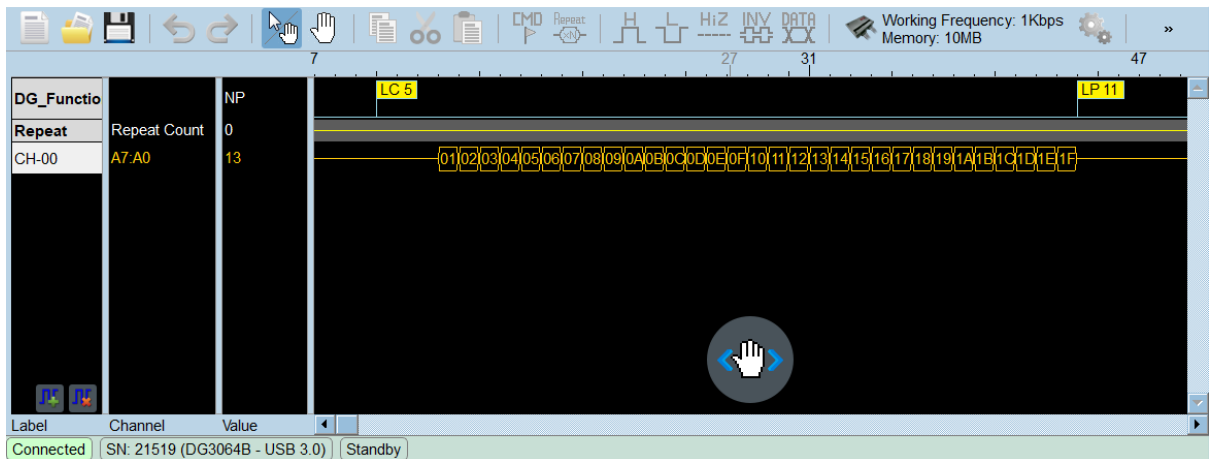 CMD Repeat H L HiZ INV DATA Working Frequency: 1Kbps »
(xN) Memory: 10MB
7 27 31 47
DG_Functio NP LC 5 LP 11
Repeat Repeat Count 0
CH-00 A7:A0 13 01 02 03 04 05 06 07 08 09 0A 0B 0C 0D 0E 0F 10 11 12 13 14 15 16 17 18 19 1A 1B 1C 1D 1E 1F
Label Channel Value
Connected SN: 21519 (DG3064B - USB 3.0) Standby